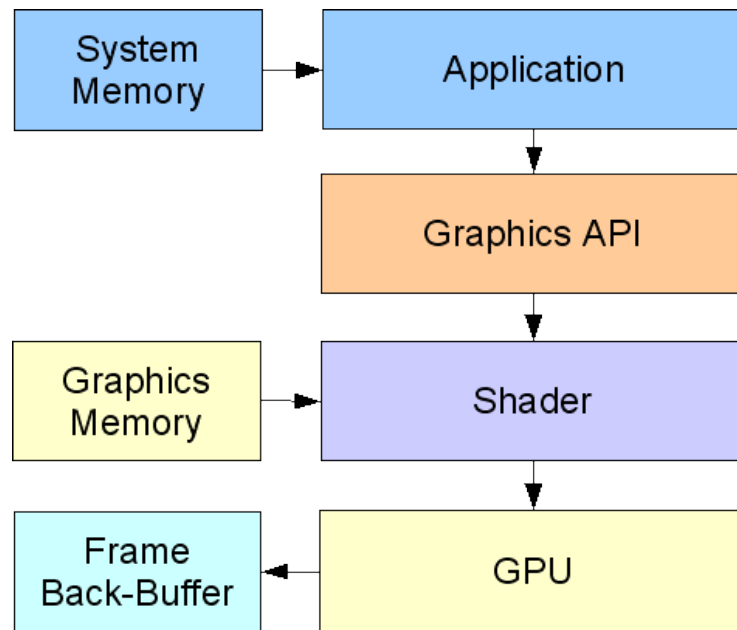 System
Memory
Application
Graphics API
Graphics
Memory
Shader
Frame
Back-Buffer
GPU